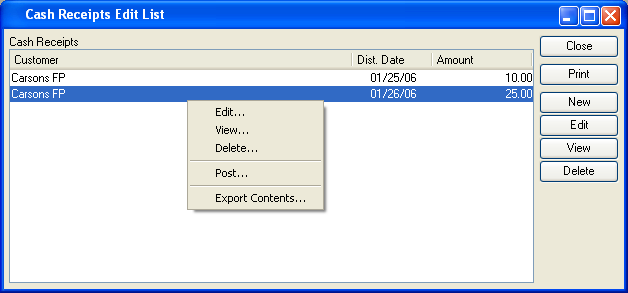 Cash Receipts Edit List
Cash Receipts
Customer Dist. Date Amount
Carsons FP 01/25/06 10.00
Carsons FP 01/26/06 25.00
Edit...
View...
Delete...
Post...
Export Contents...
Close
Print
New
Edit
View
Delete